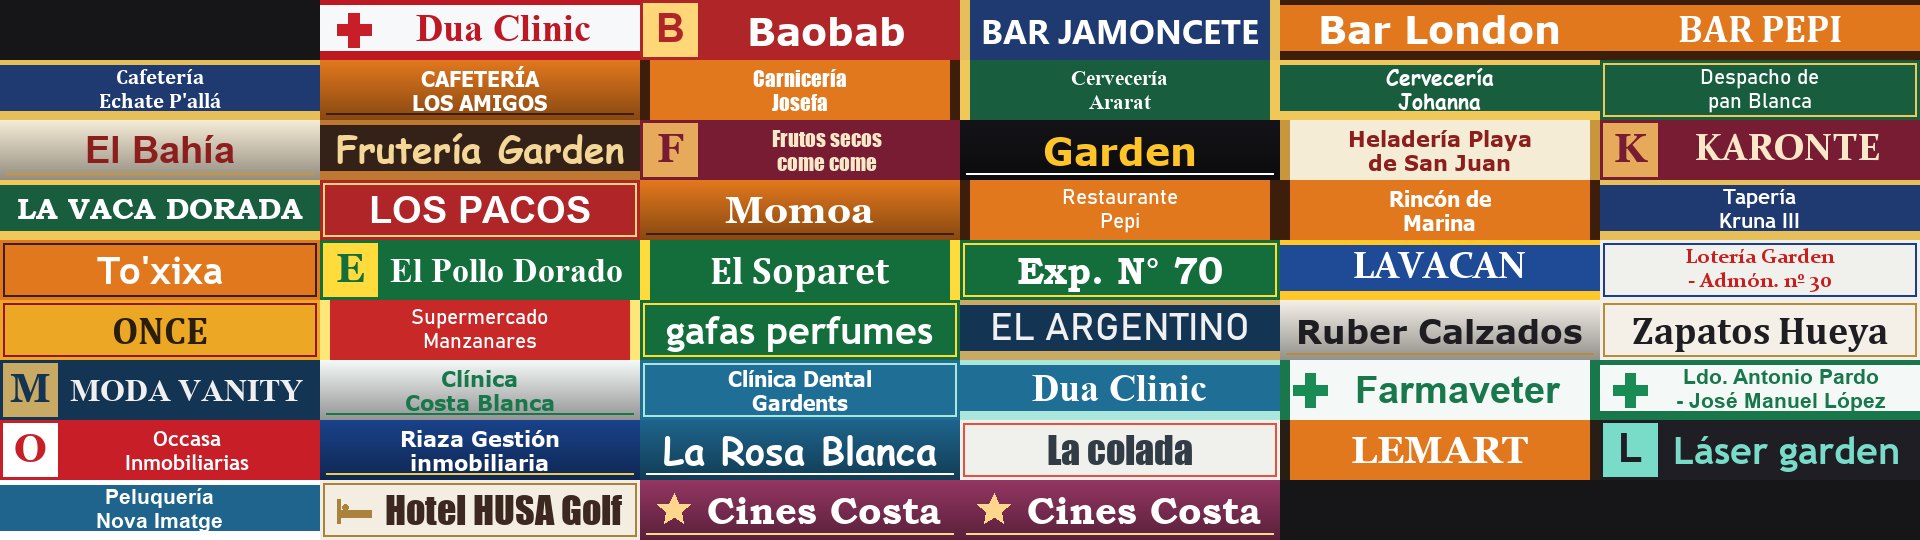 Dua Clinic
B Baobab
BAR JAMONCETE
Bar London
BAR PEPI
Cafetería
Echate P'allá
CAFETERÍA
LOS AMIGOS
Carnicería
Josefa
Cervecería
Ararat
Cervecería
Johanna
Despacho de
pan Blanca
El Bahía
Frutería Garden
F Frutos secos
come come
Garden
Heladería Playa
de San Juan
K KARONTE
LA VACA DORADA
LOS PACOS
Momoa
Restaurante
Pepi
Rincón de
Marina
Tapería
Kruna III
To'xixa
E El Pollo Dorado
El Soparet
Exp. N° 70
LAVACAN
Lotería Garden
- Admón. nº 30
ONCE
Supermercado
Manzanares
gafas perfumes
EL ARGENTINO
Ruber Calzados
Zapatos Hueya
M MODA VANITY
Clínica
Costa Blanca
Clínica Dental
Gardents
Dua Clinic
Farmaveter
Ldo. Antonio Pardo
- José Manuel López
O Occasa
Inmobiliarias
Riaza Gestión
inmobiliaria
La Rosa Blanca
La colada
LEMART
L Láser garden
Peluquería
Nova Imatge
Hotel HUSA Golf
Cines Costa
Cines Costa